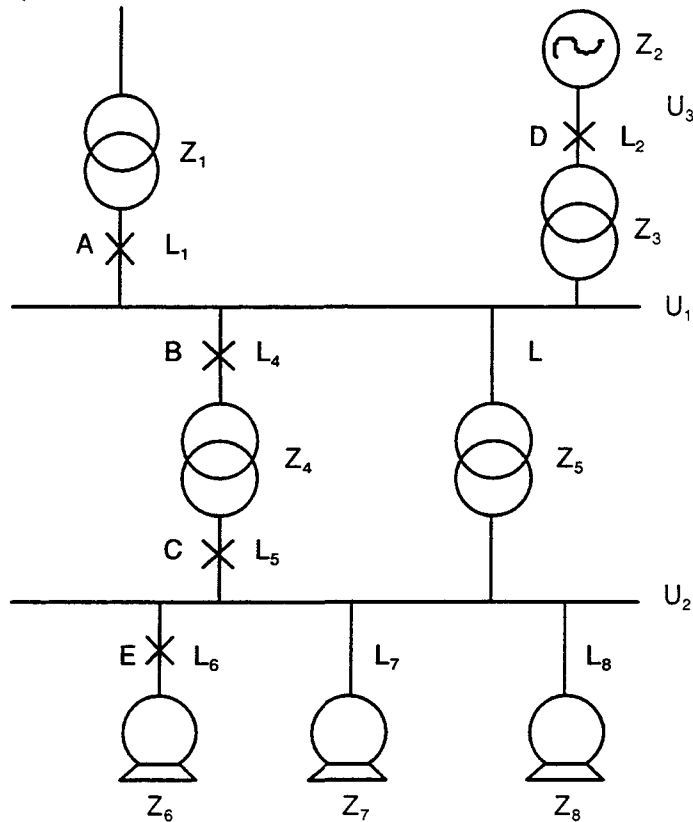 Z₂
U₃
D L₂
Z₁
Z₃
A L₁
U₁
B L₄
L
Z₄
Z₅
C L₅
U₂
E L₆
L₇
L₈
Z₆
Z₇
Z₈